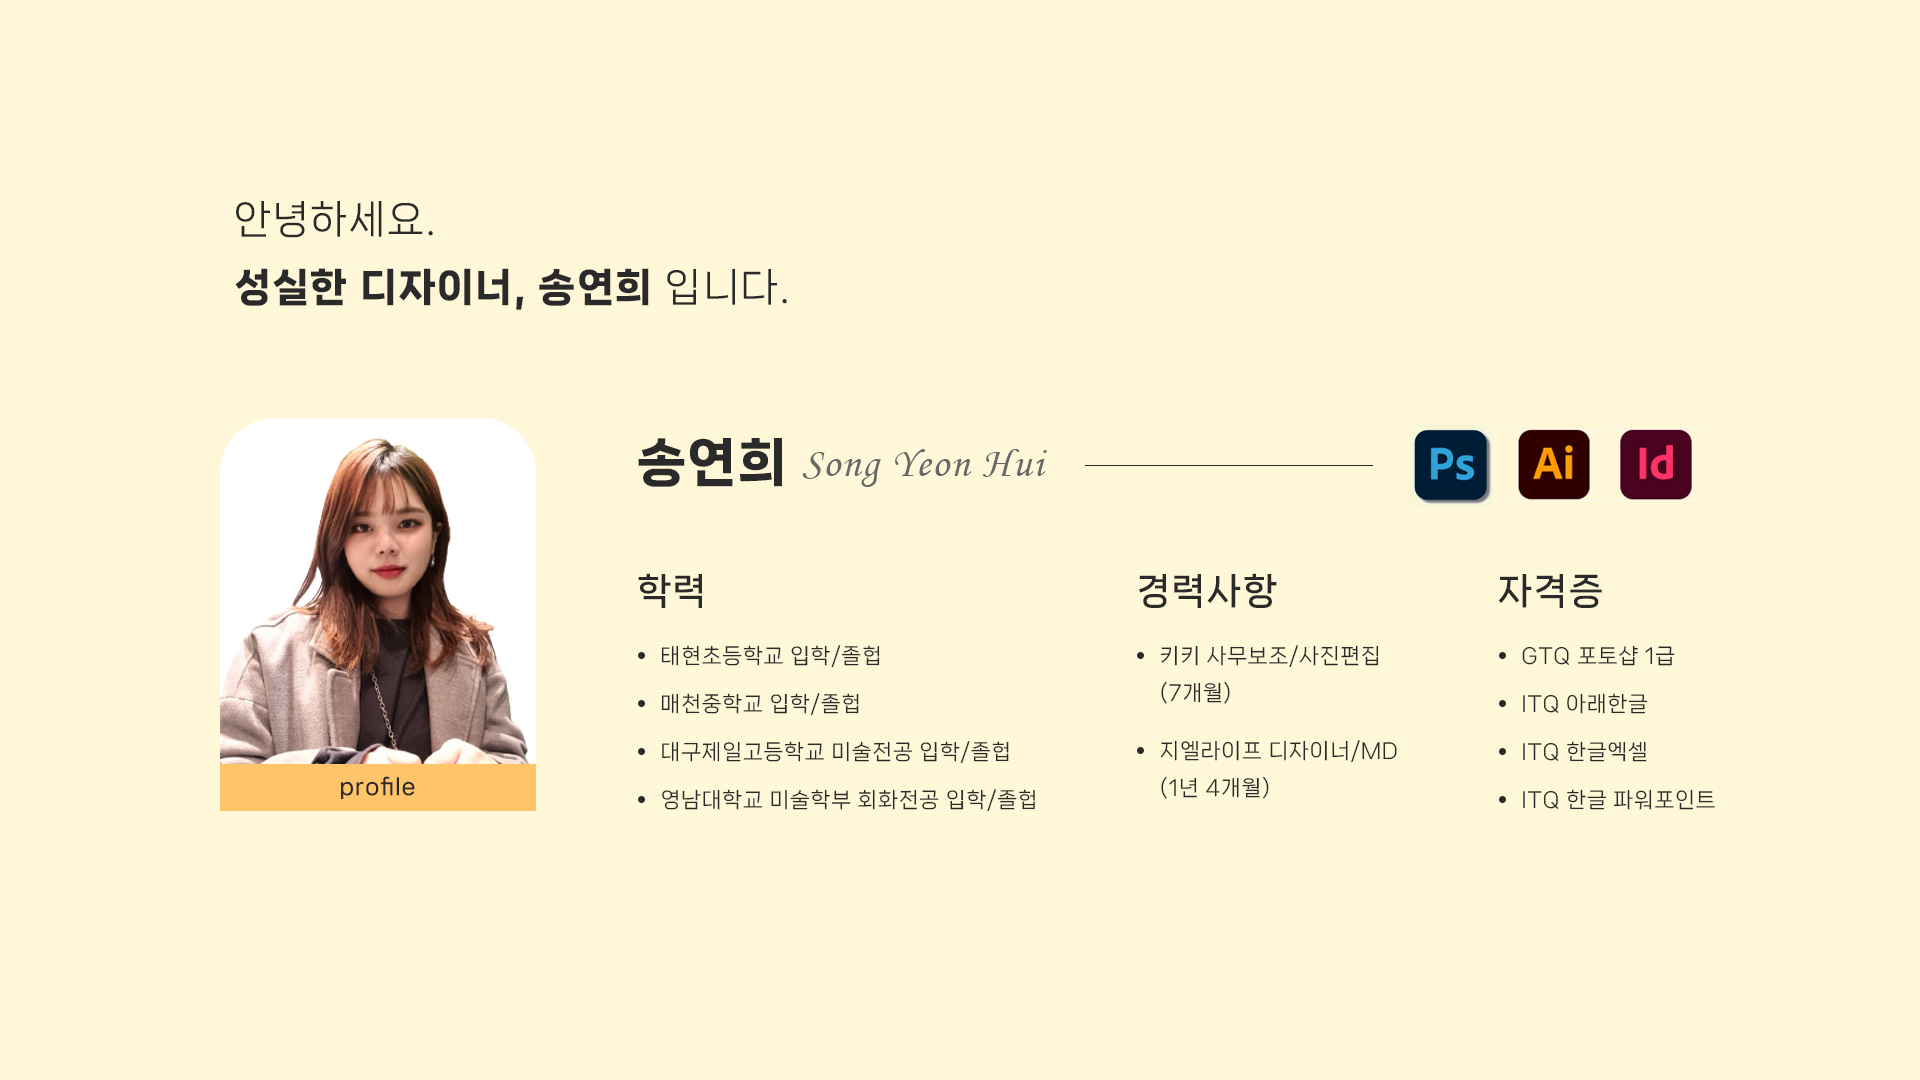 안녕하세요.
성실한 디자이너, 송연희 입니다.
profile
송연희 Song Yeon Hui
Ps Ai Id
학력
• 태현초등학교 입학/졸헙
• 매천중학교 입학/졸헙
• 대구제일고등학교 미술전공 입학/졸헙
• 영남대학교 미술학부 회화전공 입학/졸헙
경력사항
• 키키 사무보조/사진편집
(7개월)
• 지엘라이프 디자이너/MD
(1년 4개월)
자격증
• GTQ 포토샵 1급
• ITQ 아래한글
• ITQ 한글엑셀
• ITQ 한글 파워포인트